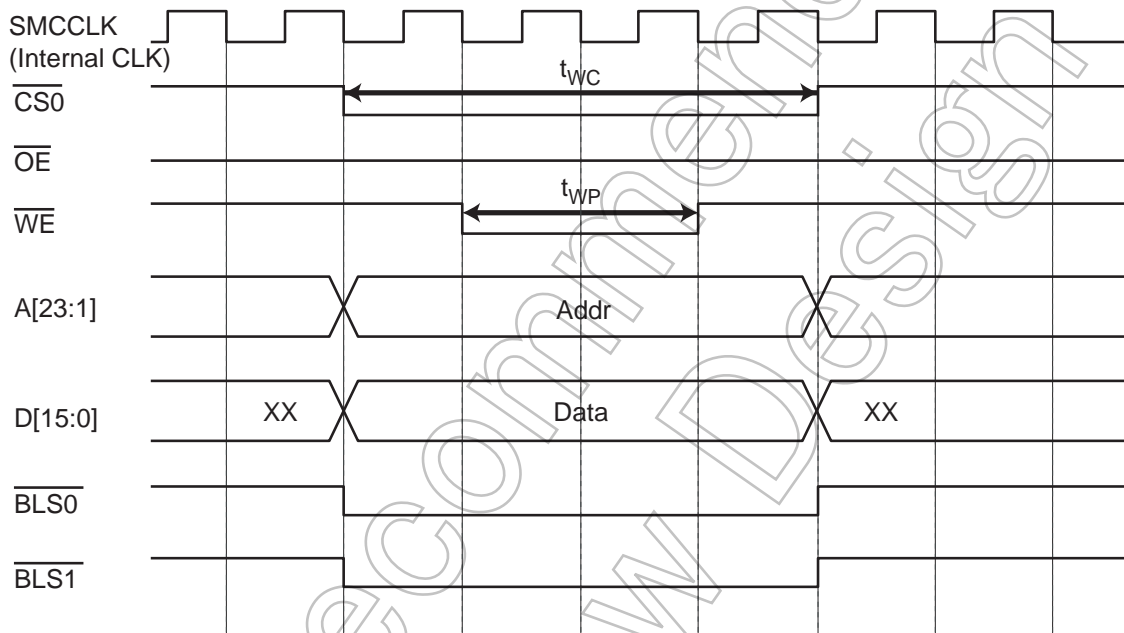 SMCCLK
(Internal CLK)
tWC
CS0
OE
tWP
WE
A[23:1]
Addr
D[15:0]
XX
Data
XX
BLS0
BLS1